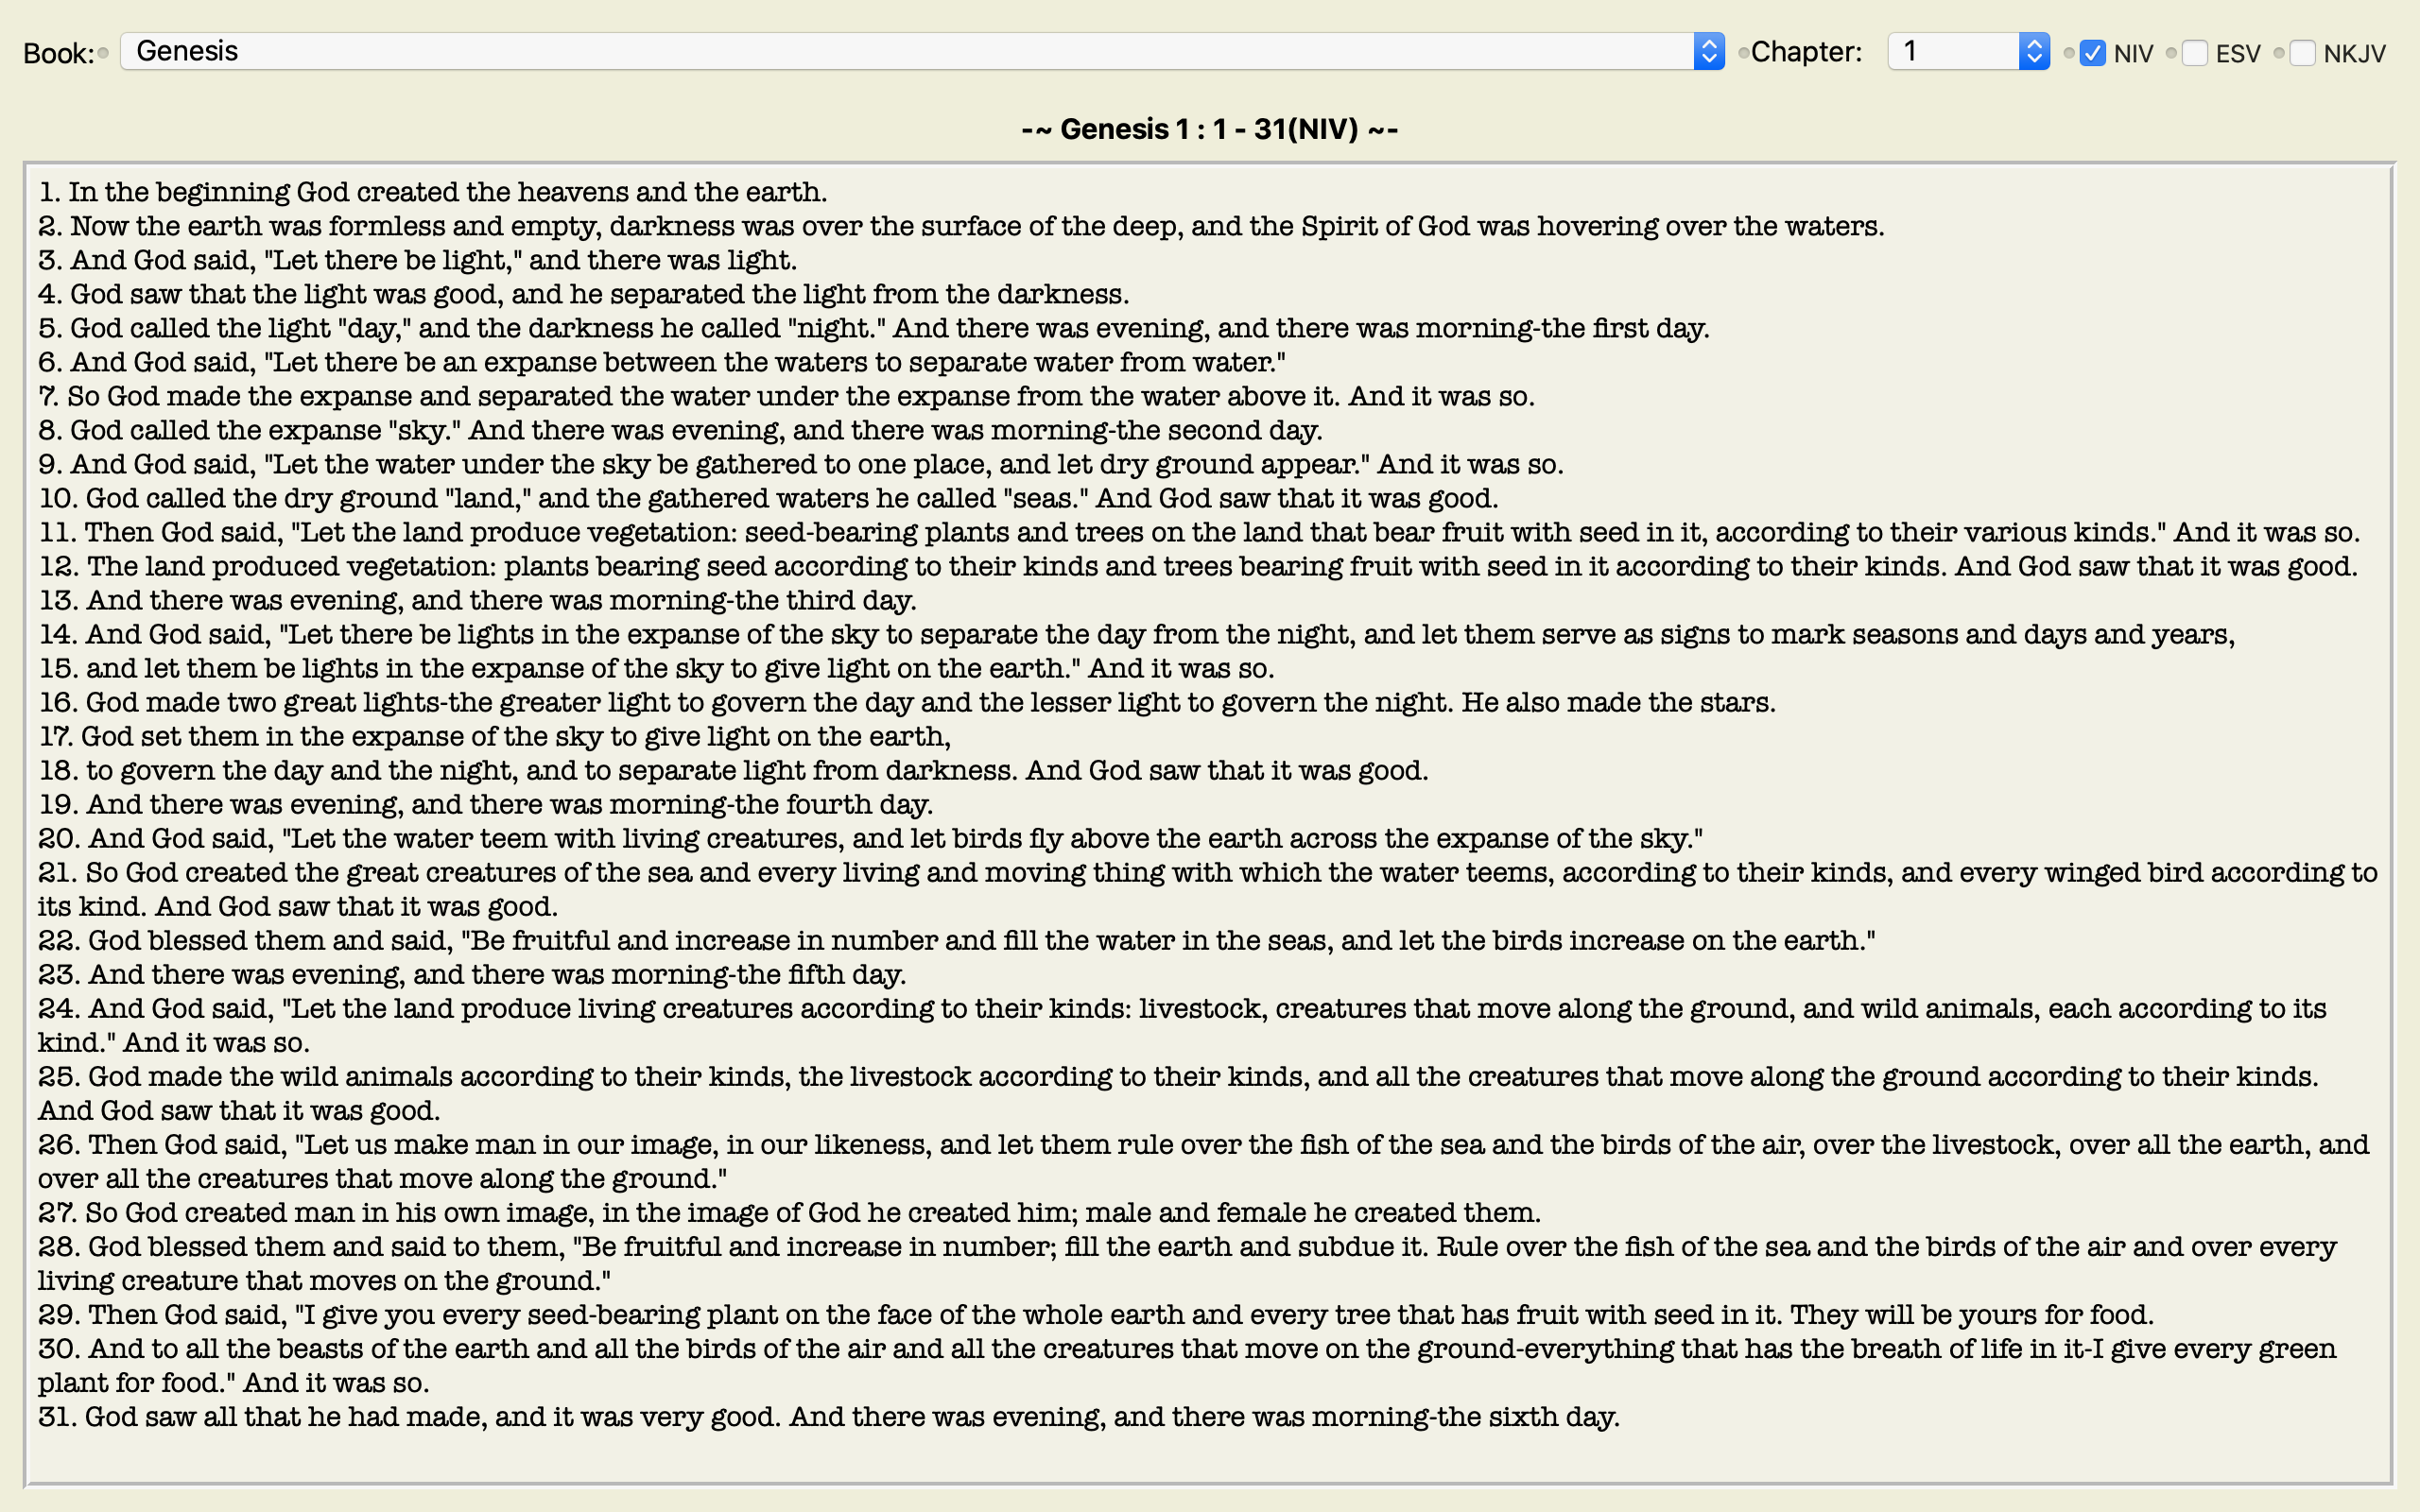 Book: Genesis Chapter: 1 NIV ESV NKJV
-~ Genesis 1 : 1 - 31(NIV) ~-
1. In the beginning God created the heavens and the earth.
2. Now the earth was formless and empty, darkness was over the surface of the deep, and the Spirit of God was hovering over the waters.
3. And God said, "Let there be light," and there was light.
4. God saw that the light was good, and he separated the light from the darkness.
5. God called the light "day," and the darkness he called "night." And there was evening, and there was morning-the first day.
6. And God said, "Let there be an expanse between the waters to separate water from water."
7. So God made the expanse and separated the water under the expanse from the water above it. And it was so.
8. God called the expanse "sky." And there was evening, and there was morning-the second day.
9. And God said, "Let the water under the sky be gathered to one place, and let dry ground appear." And it was so.
10. God called the dry ground "land," and the gathered waters he called "seas." And God saw that it was good.
11. Then God said, "Let the land produce vegetation: seed-bearing plants and trees on the land that bear fruit with seed in it, according to their various kinds." And it was so.
12. The land produced vegetation: plants bearing seed according to their kinds and trees bearing fruit with seed in it according to their kinds. And God saw that it was good.
13. And there was evening, and there was morning-the third day.
14. And God said, "Let there be lights in the expanse of the sky to separate the day from the night, and let them serve as signs to mark seasons and days and years,
15. and let them be lights in the expanse of the sky to give light on the earth." And it was so.
16. God made two great lights-the greater light to govern the day and the lesser light to govern the night. He also made the stars.
17. God set them in the expanse of the sky to give light on the earth,
18. to govern the day and the night, and to separate light from darkness. And God saw that it was good.
19. And there was evening, and there was morning-the fourth day.
20. And God said, "Let the water teem with living creatures, and let birds fly above the earth across the expanse of the sky."
21. So God created the great creatures of the sea and every living and moving thing with which the water teems, according to their kinds, and every winged bird according to
its kind. And God saw that it was good.
22. God blessed them and said, "Be fruitful and increase in number and fill the water in the seas, and let the birds increase on the earth."
23. And there was evening, and there was morning-the fifth day.
24. And God said, "Let the land produce living creatures according to their kinds: livestock, creatures that move along the ground, and wild animals, each according to its
kind." And it was so.
25. God made the wild animals according to their kinds, the livestock according to their kinds, and all the creatures that move along the ground according to their kinds.
And God saw that it was good.
26. Then God said, "Let us make man in our image, in our likeness, and let them rule over the fish of the sea and the birds of the air, over the livestock, over all the earth, and
over all the creatures that move along the ground."
27. So God created man in his own image, in the image of God he created him; male and female he created them.
28. God blessed them and said to them, "Be fruitful and increase in number; fill the earth and subdue it. Rule over the fish of the sea and the birds of the air and over every
living creature that moves on the ground."
29. Then God said, "I give you every seed-bearing plant on the face of the whole earth and every tree that has fruit with seed in it. They will be yours for food.
30. And to all the beasts of the earth and all the birds of the air and all the creatures that move on the ground-everything that has the breath of life in it-I give every green
plant for food." And it was so.
31. God saw all that he had made, and it was very good. And there was evening, and there was morning-the sixth day.